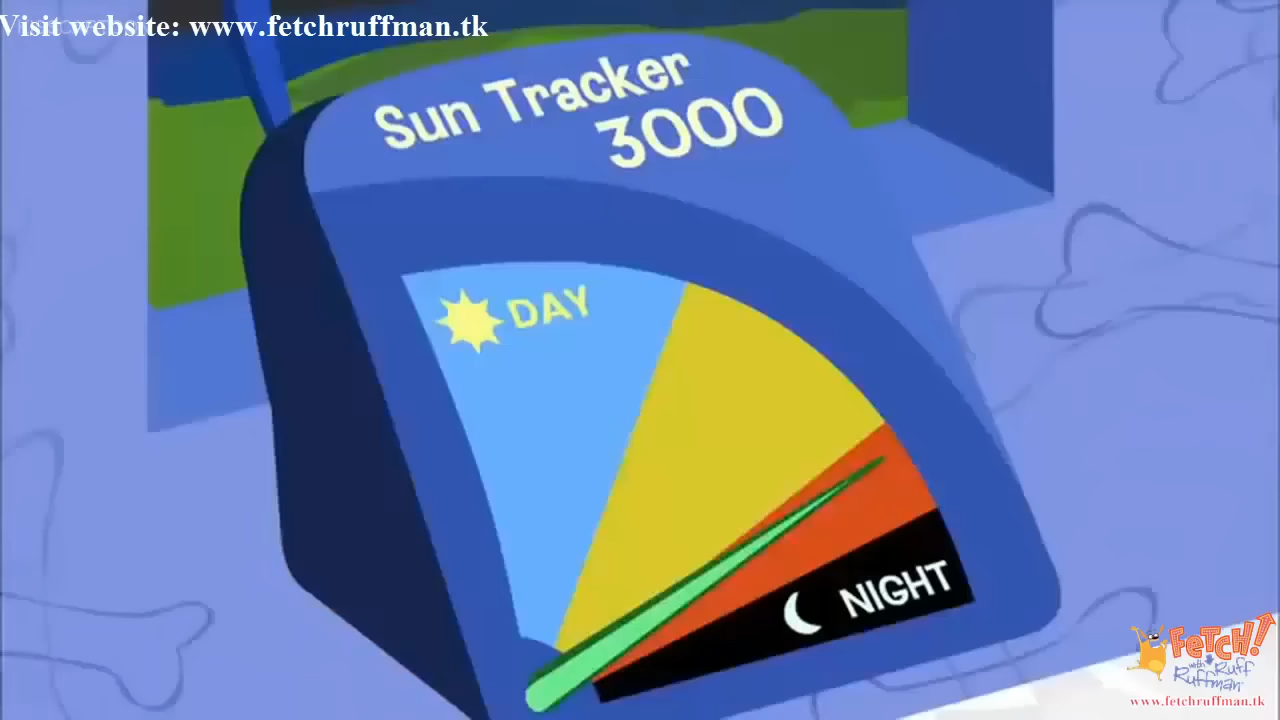 Visit website: www.fetchruffman.tk
Sun Tracker
3000
DAY
NIGHT
FETCH!
with Ruff
Ruffman
www.fetchruffman.tk